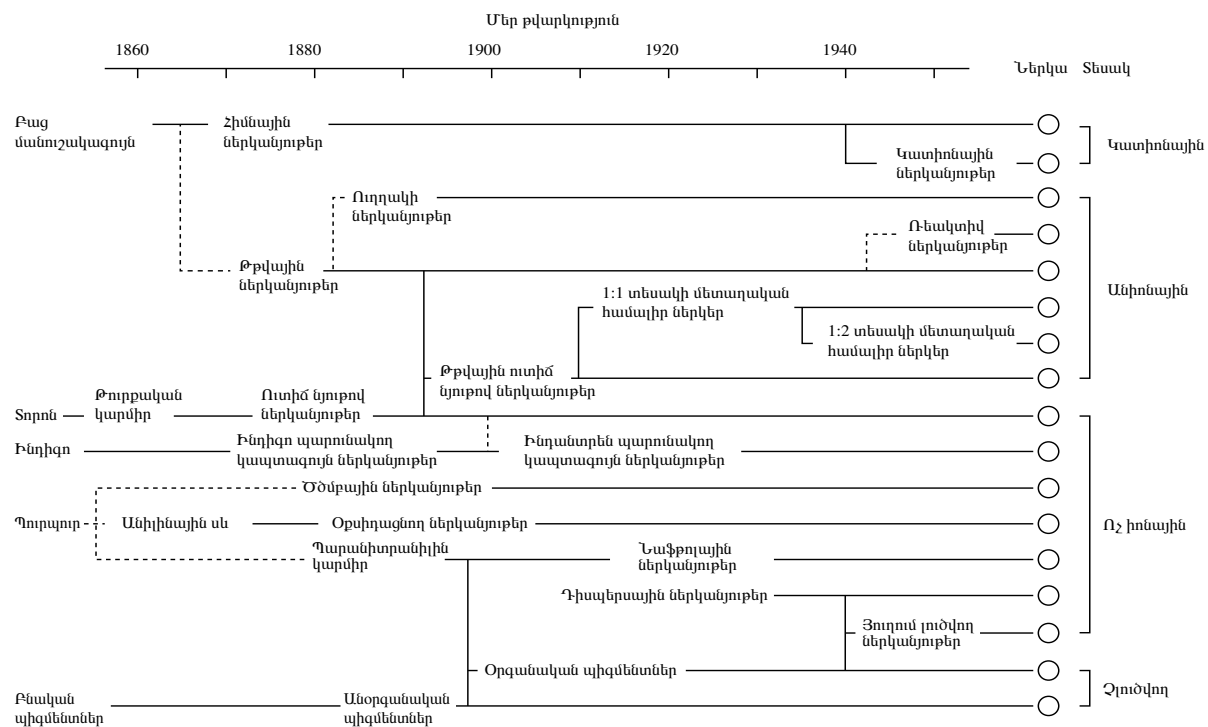 Մեր թվարկություն
1860 1880 1900 1920 1940
Ներկա Տեսակ
Բաց
մանուշակագույն
Հիմնային
ներկանյութեր
Կատիոնային
ներկանյութեր
Կատիոնային
Ուղղակի
ներկանյութեր
Ռեակտիվ
ներկանյութեր
Թթվային
ներկանյութեր
Անիոնային
1:1 տեսակի մետաղական
համալիր ներկեր
1:2 տեսակի մետաղական
համալիր ներկեր
Թթվային ուտիճ
նյութով ներկանյութեր
Տորոն
Թուրքական
կարմիր
Ուտիճ նյութով
ներկանյութեր
Ինդիգո
Ինդիգո պարունակող
կապտագույն ներկանյութեր
Ինդանտրեն պարունակող
կապտագույն ներկանյութեր
Ծծմբային ներկանյութեր
Պուրպուր
Անիլինային սև
Օքսիդացնող ներկանյութեր
Ոչ իոնային
Պարանիտրանիլին
կարմիր
Նաֆթոլային
ներկանյութեր
Դիսպերսային ներկանյութեր
Յուղում լուծվող
ներկանյութեր
Օրգանական պիգմենտներ
Չլուծվող
Բնական
պիգմենտներ
Անօրգանական
պիգմենտներ